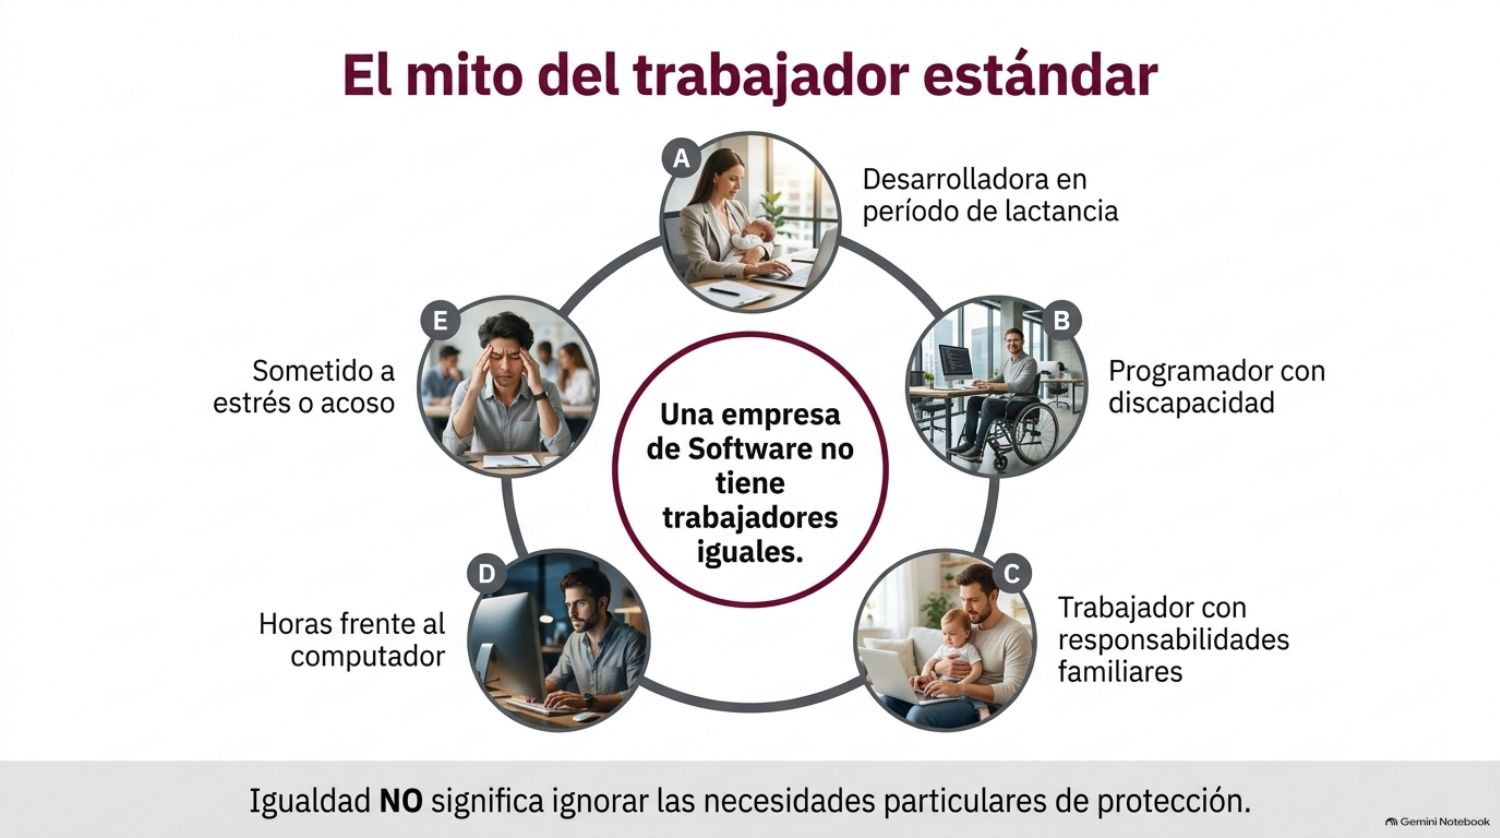 El mito del trabajador estándar
A
Desarrolladora en
período de lactancia
B
Programador con
discapacidad
C
Trabajador con
responsabilidades
familiares
D
Horas frente al
computador
E
Sometido a
estrés o acoso
Una empresa
de Software no
tiene
trabajadores
iguales.
Igualdad NO significa ignorar las necesidades particulares de protección.
Gemini Notebook